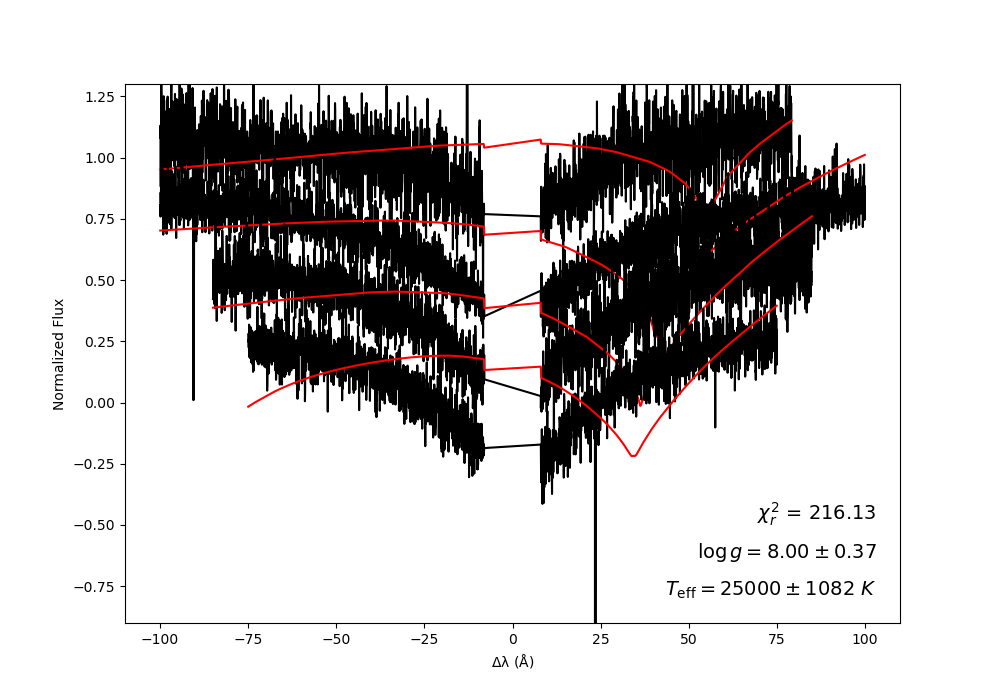 1.25
1.00
0.75
0.50
0.25
0.00
−0.25
−0.50
−0.75
Normalized Flux
χ²ᵣ = 216.13
log g = 8.00 ± 0.37
T_eff = 25000 ± 1082 K
−100 −75 −50 −25 0 25 50 75 100
Δλ (Å)